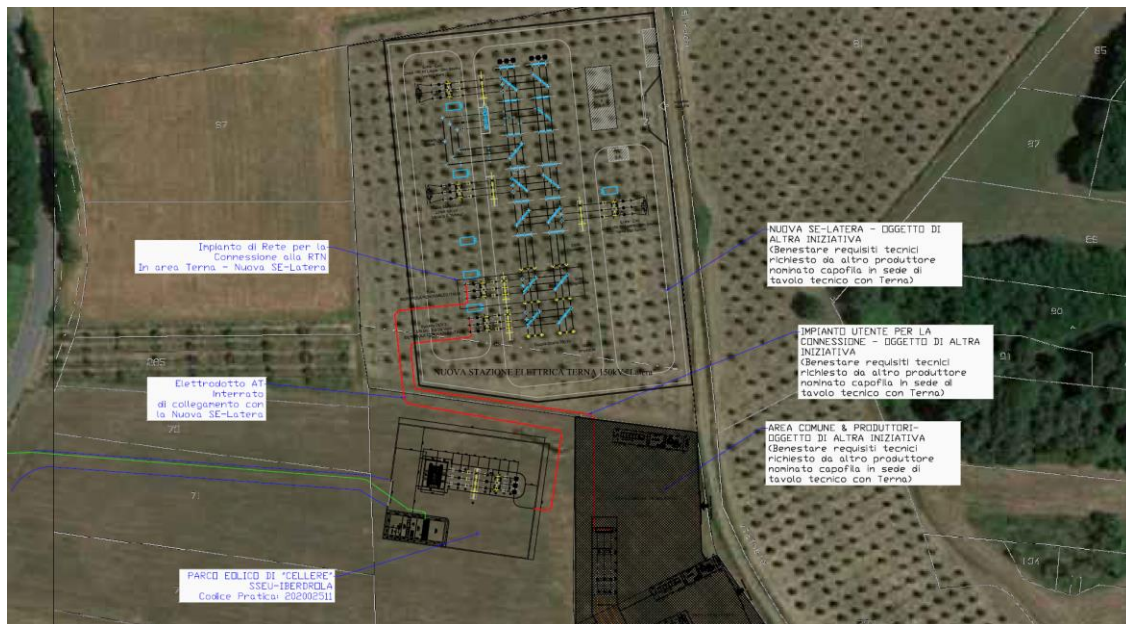 97
Impianto di Rete per la
Connessione alla RTN
In area Terna - Nuova SE-Latera
205
Elettrodotto AT-
Interrato
di collegamento con
la Nuova SE-Latera
70
71
PARCO EOLICO DI "CELLERE"
SSEU-IBERDROLA
Codice Pratica: 202002511
NUOVA STAZIONE ELETTRICA TERNA 150kV "Latera"
NUOVA SE-LATERA - OGGETTO DI
ALTRA INIZIATIVA
(Benestare requisiti tecnici
richiesto da altro produttore
nominato capofila in sede di
tavolo tecnico con Terna)
IMPIANTO UTENTE PER LA
CONNESSIONE - OGGETTO DI ALTRA
INIZIATIVA
(Benestare requisiti tecnici
richiesto da altro produttore
nominato capofila in sede di
tavolo tecnico con Terna)
AREA COMUNE & PRODUTTORI-
OGGETTO DI ALTRA INIZIATIVA
(Benestare requisiti tecnici
richiesto da altro produttore
nominato capofila in sede di
tavolo tecnico con Terna)
90
91
104